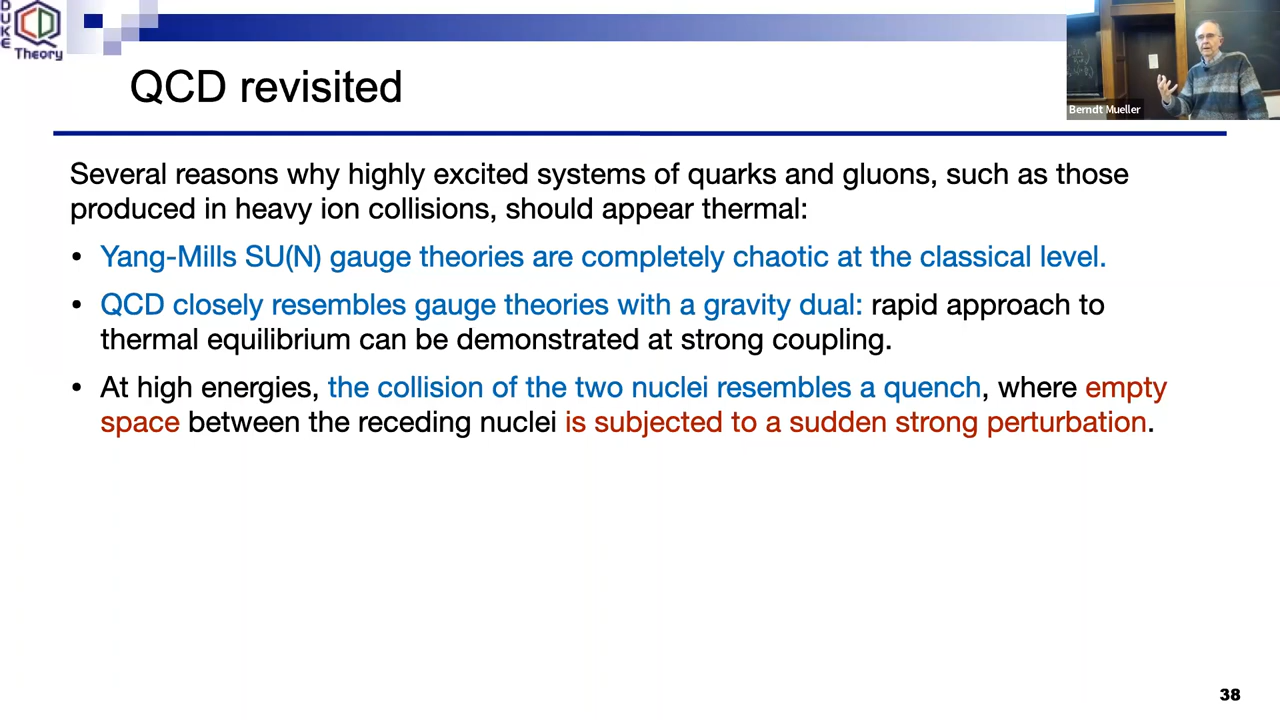 DUKE
CQD
Theory
QCD revisited
Berndt Mueller
Several reasons why highly excited systems of quarks and gluons, such as those
produced in heavy ion collisions, should appear thermal:
• Yang-Mills SU(N) gauge theories are completely chaotic at the classical level.
• QCD closely resembles gauge theories with a gravity dual: rapid approach to
thermal equilibrium can be demonstrated at strong coupling.
• At high energies, the collision of the two nuclei resembles a quench, where empty
space between the receding nuclei is subjected to a sudden strong perturbation.
38